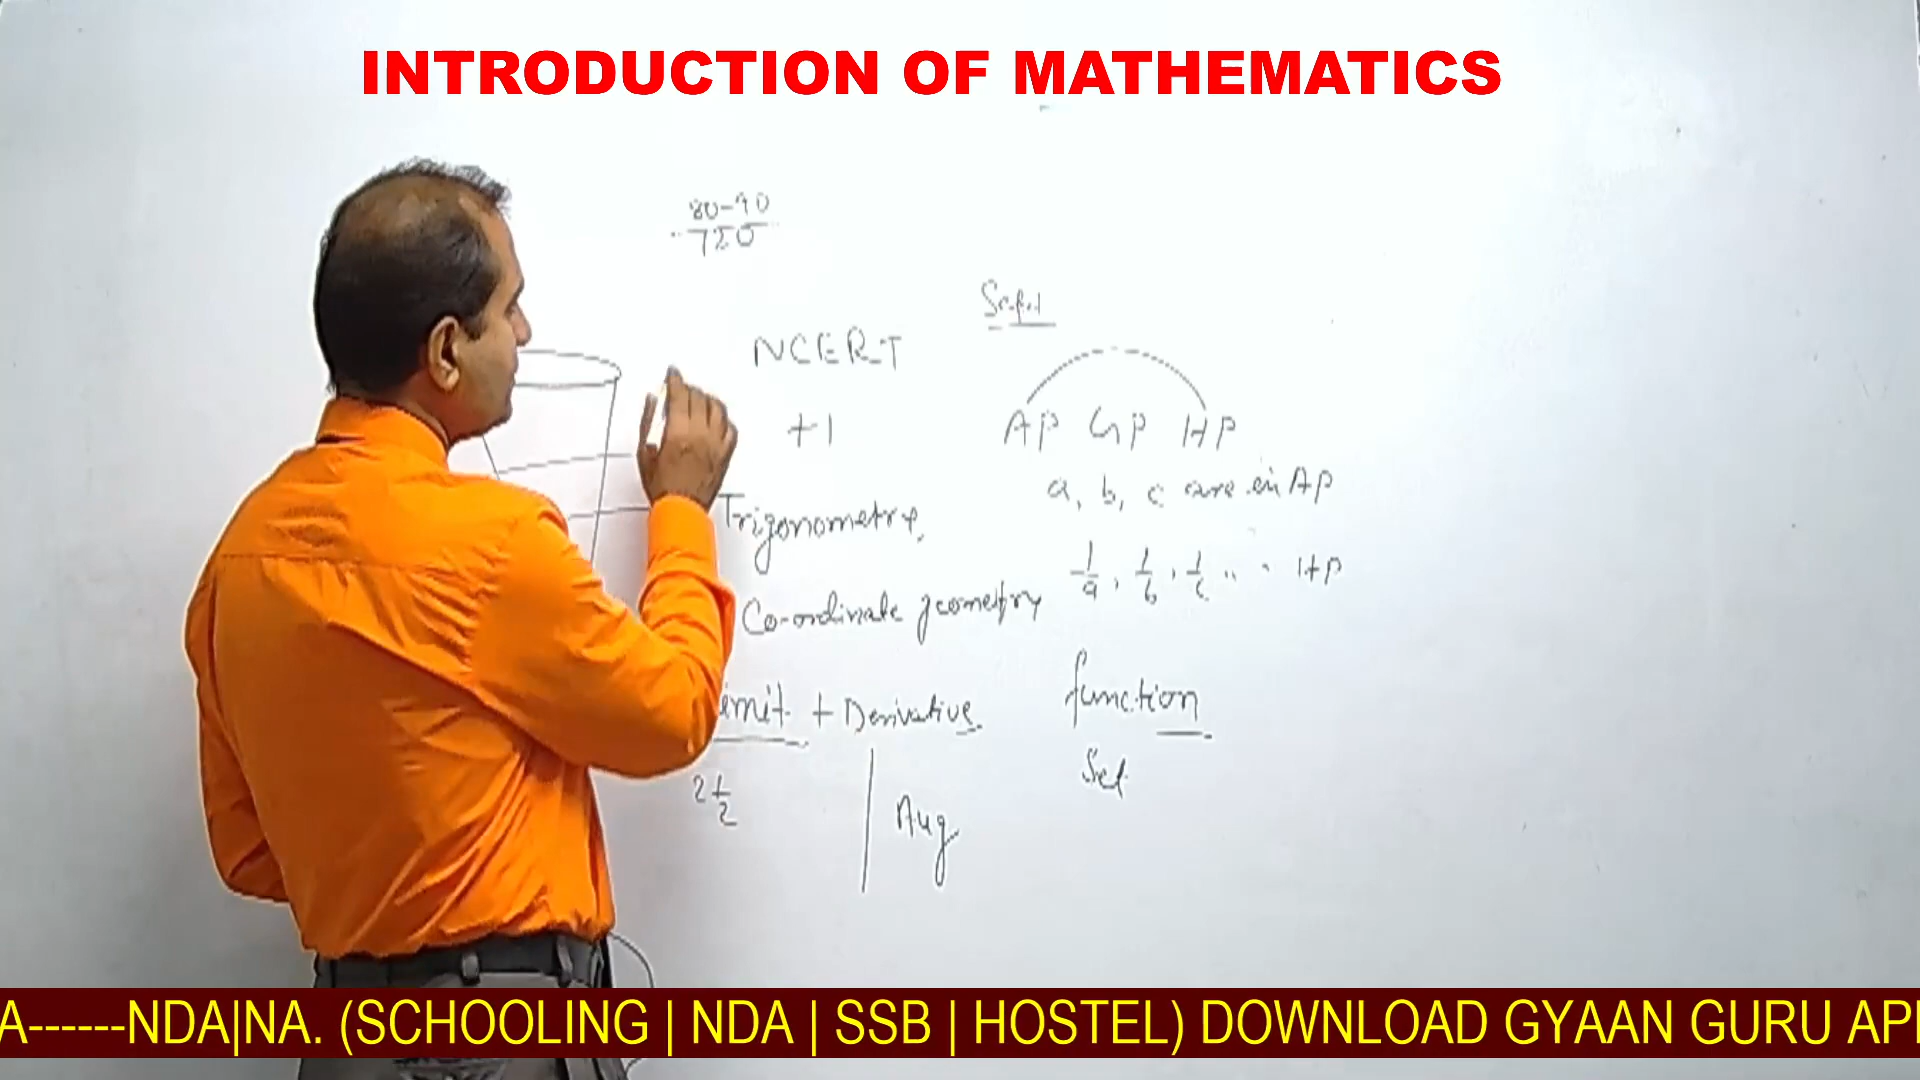 INTRODUCTION OF MATHEMATICS
80-90
720
NCERT
+1
AP GP HP
a, b, c are in AP
Trigonometry,
1/a, 1/b, 1/c .. . HP
Co-ordinate geometry
imit + Derivative
function
Set
2 1/2
Aug
A------NDA|NA. (SCHOOLING | NDA | SSB | HOSTEL) DOWNLOAD GYAAN GURU AP